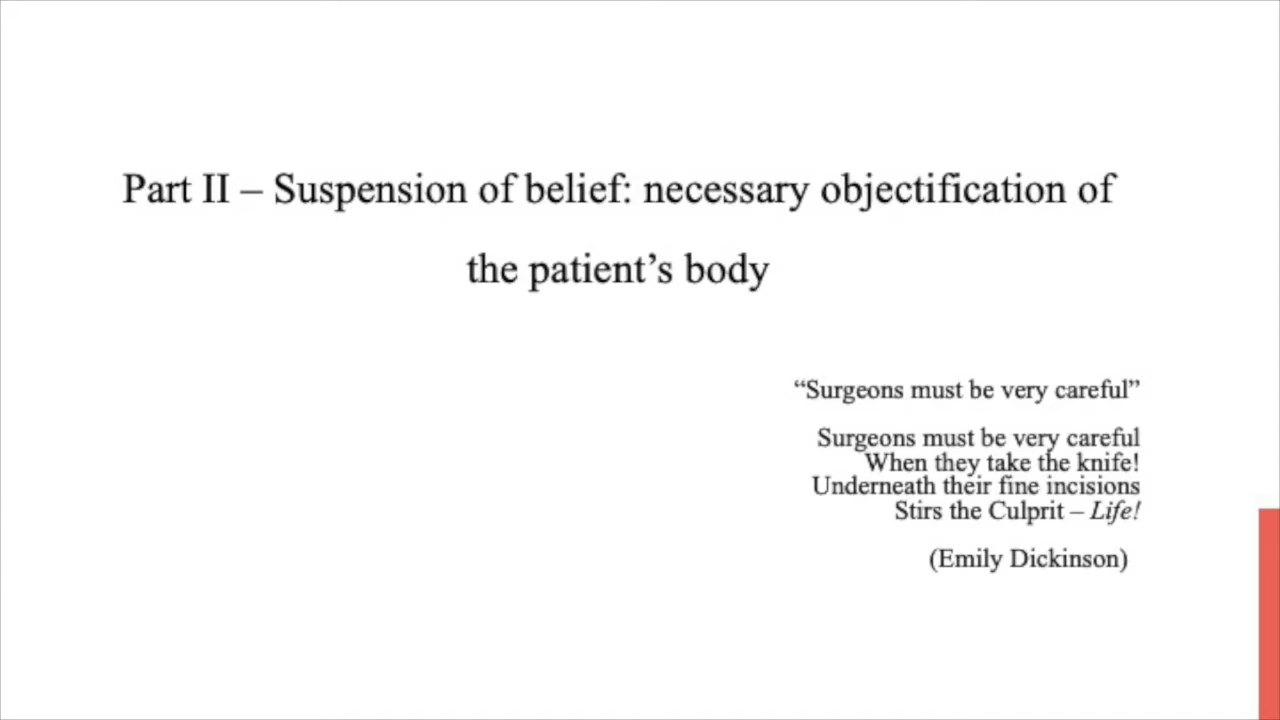 Part II – Suspension of belief: necessary objectification of
the patient’s body
“Surgeons must be very careful”
Surgeons must be very careful
When they take the knife!
Underneath their fine incisions
Stirs the Culprit – Life!
(Emily Dickinson)